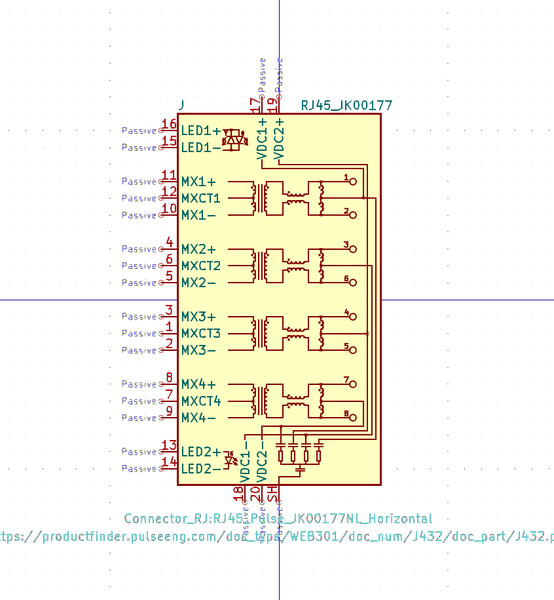 Passive Passive
17 19
J RJ45_JK00177
Passive 16 LED1+ VDC1+ VDC2+
Passive 15 LED1-
Passive 11 MX1+ 1
Passive 12 MXCT1
Passive 10 MX1- 2
Passive 4 MX2+ 3
Passive 6 MXCT2
Passive 5 MX2- 6
Passive 3 MX3+ 4
Passive 1 MXCT3
Passive 2 MX3- 5
Passive 8 MX4+ 7
Passive 7 MXCT4
Passive 9 MX4- 8
Passive 13 LED2+ VDC1- VDC2-
Passive 14 LED2-
18 20 SH
Passive Passive Passive
Connector_RJ:RJ45_Pulse_JK00177NL_Horizontal
ttps://productfinder.pulseeng.com/doc_type/WEB301/doc_num/J432/doc_part/J432.p